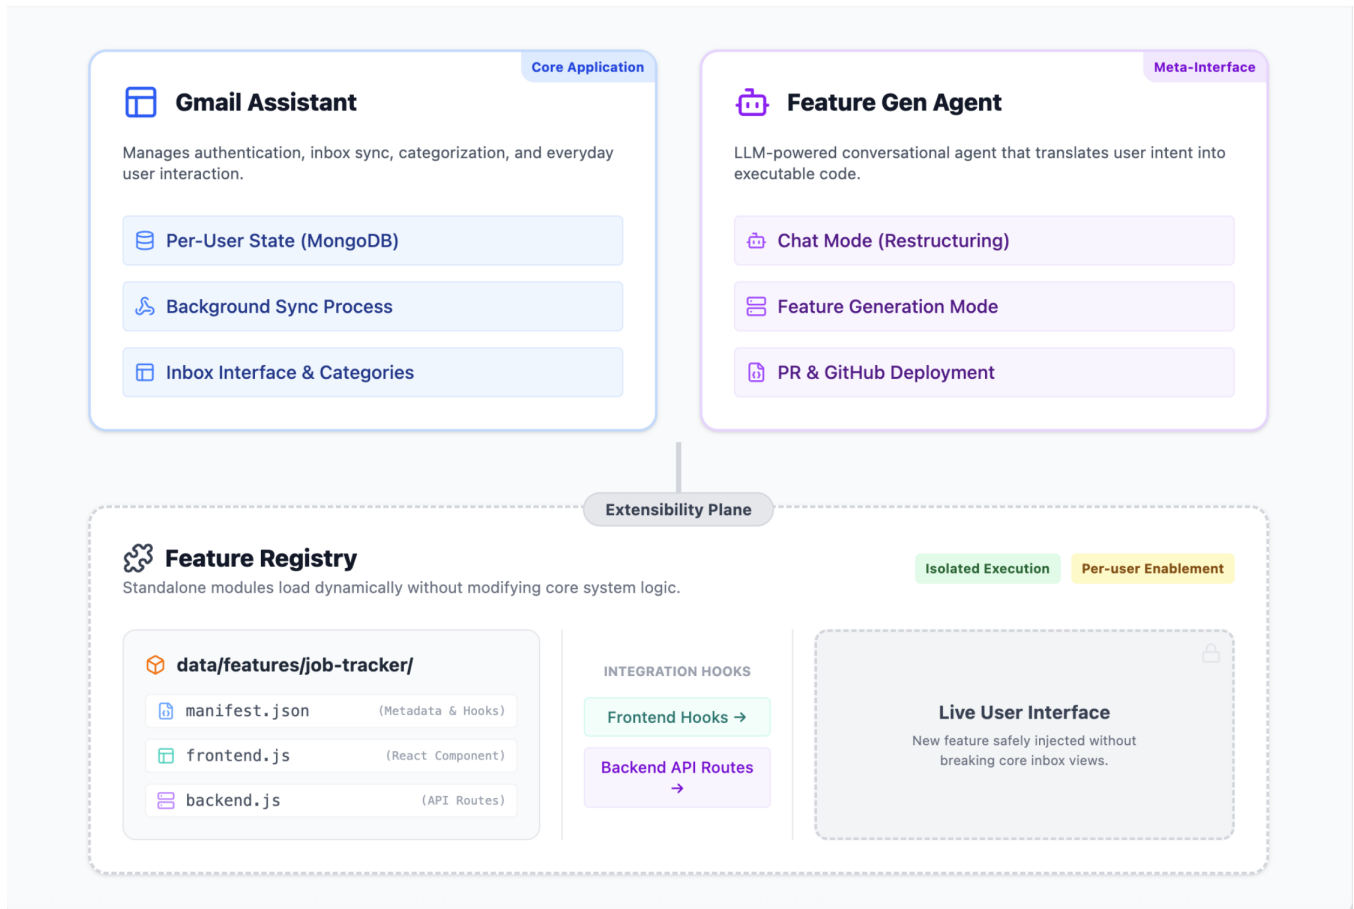 Core Application
Gmail Assistant
Manages authentication, inbox sync, categorization, and everyday
user interaction.
Per-User State (MongoDB)
Background Sync Process
Inbox Interface & Categories
Meta-Interface
Feature Gen Agent
LLM-powered conversational agent that translates user intent into
executable code.
Chat Mode (Restructuring)
Feature Generation Mode
PR & GitHub Deployment
Extensibility Plane
Feature Registry
Standalone modules load dynamically without modifying core system logic.
Isolated Execution
Per-user Enablement
data/features/job-tracker/
manifest.json (Metadata & Hooks)
frontend.js (React Component)
backend.js (API Routes)
INTEGRATION HOOKS
Frontend Hooks →
Backend API Routes
→
Live User Interface
New feature safely injected without
breaking core inbox views.